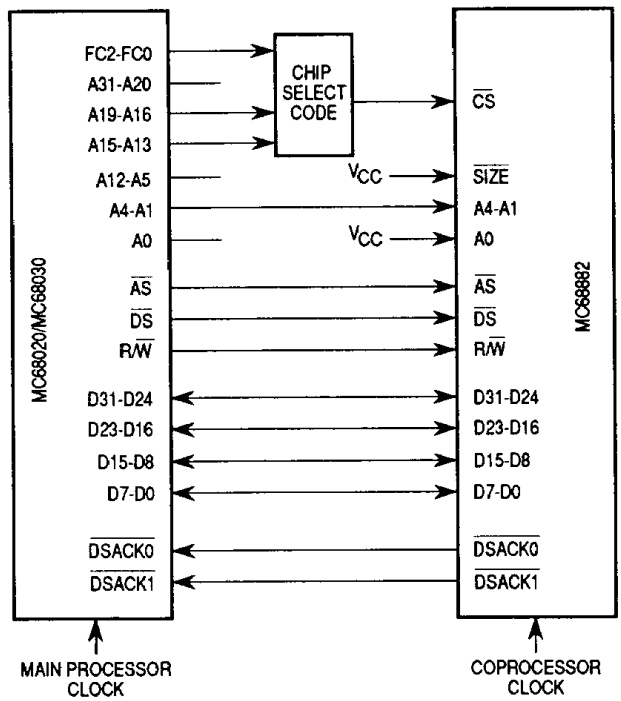 FC2-FC0
A31-A20
A19-A16
A15-A13
A12-A5
A4-A1
A0
AS
DS
R/W
D31-D24
D23-D16
D15-D8
D7-D0
DSACK0
DSACK1
MC68020/MC68030
MAIN PROCESSOR
CLOCK
CHIP
SELECT
CODE
VCC
VCC
CS
SIZE
A4-A1
A0
AS
DS
R/W
D31-D24
D23-D16
D15-D8
D7-D0
DSACK0
DSACK1
MC68882
COPROCESSOR
CLOCK